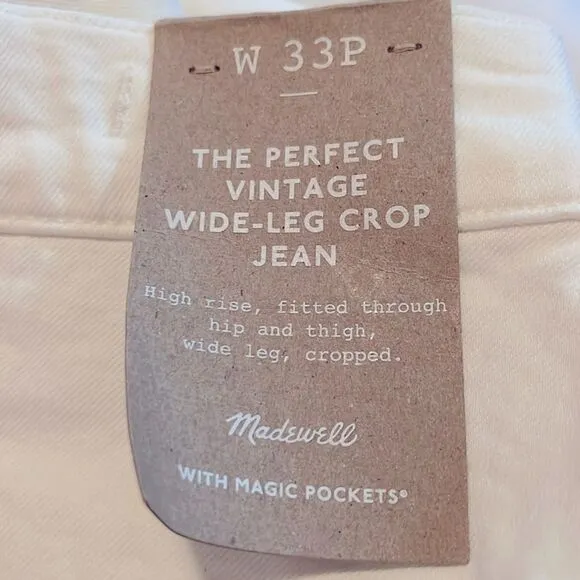 W 33P
THE PERFECT
VINTAGE
WIDE-LEG CROP
JEAN
High rise, fitted through
hip and thigh,
wide leg, cropped.
Madewell
WITH MAGIC POCKETS®